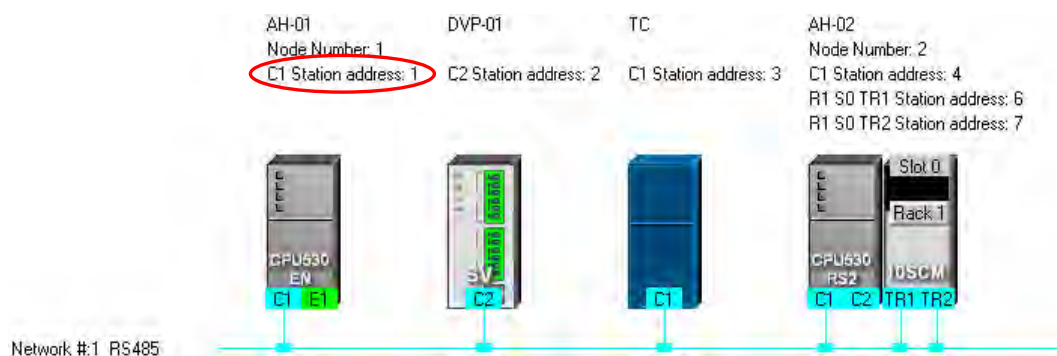 AH-01
Node Number: 1
C1 Station address: 1
DVP-01
C2 Station address: 2
TC
C1 Station address: 3
AH-02
Node Number: 2
C1 Station address: 4
R1 S0 TR1 Station address: 6
R1 S0 TR2 Station address: 7
CPU530
EN
C1 E1
SV
C2
C1
CPU530
RS2
C1 C2
Slot 0
Rack 1
10SCM
TR1 TR2
Network #:1 RS485